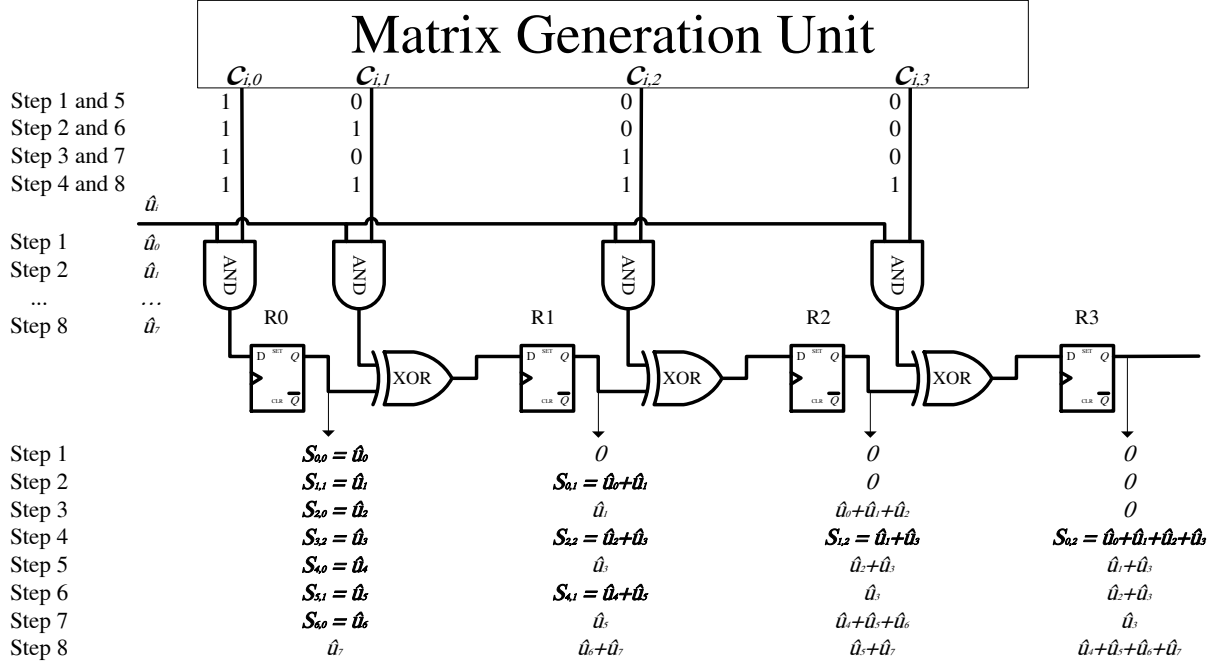 Matrix Generation Unit
C_{i,0} C_{i,1} C_{i,2} C_{i,3}
Step 1 and 5 1 0 0 0
Step 2 and 6 1 1 0 0
Step 3 and 7 1 0 1 0
Step 4 and 8 1 1 1 1
û_i
Step 1 û_0
Step 2 û_1
... ...
Step 8 û_7
AND AND AND AND
R0 R1 R2 R3
D SET Q CLR Q̅ XOR D SET Q CLR Q̅ XOR D SET Q CLR Q̅ XOR D SET Q CLR Q̅
Step 1 S_{0,0} = û_0 0 0 0
Step 2 S_{1,1} = û_1 S_{0,1} = û_0+û_1 0 0
Step 3 S_{2,0} = û_2 û_1 û_0+û_1+û_2 0
Step 4 S_{3,2} = û_3 S_{2,2} = û_2+û_3 S_{1,2} = û_1+û_3 S_{0,2} = û_0+û_1+û_2+û_3
Step 5 S_{4,0} = û_4 û_3 û_2+û_3 û_1+û_3
Step 6 S_{5,1} = û_5 S_{4,1} = û_4+û_5 û_3 û_2+û_3
Step 7 S_{6,0} = û_6 û_5 û_4+û_5+û_6 û_3
Step 8 û_7 û_6+û_7 û_5+û_7 û_4+û_5+û_6+û_7